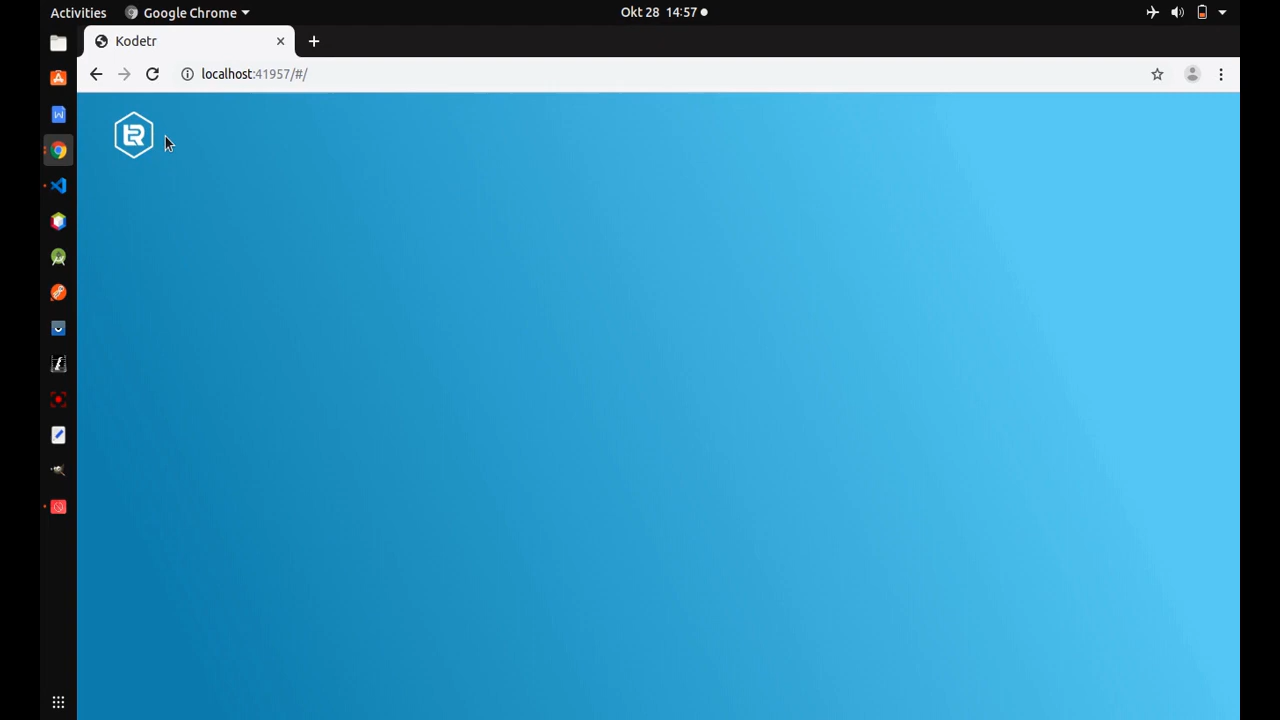 Activities
Google Chrome
Okt 28 14:57
Kodetr
localhost:41957/#/